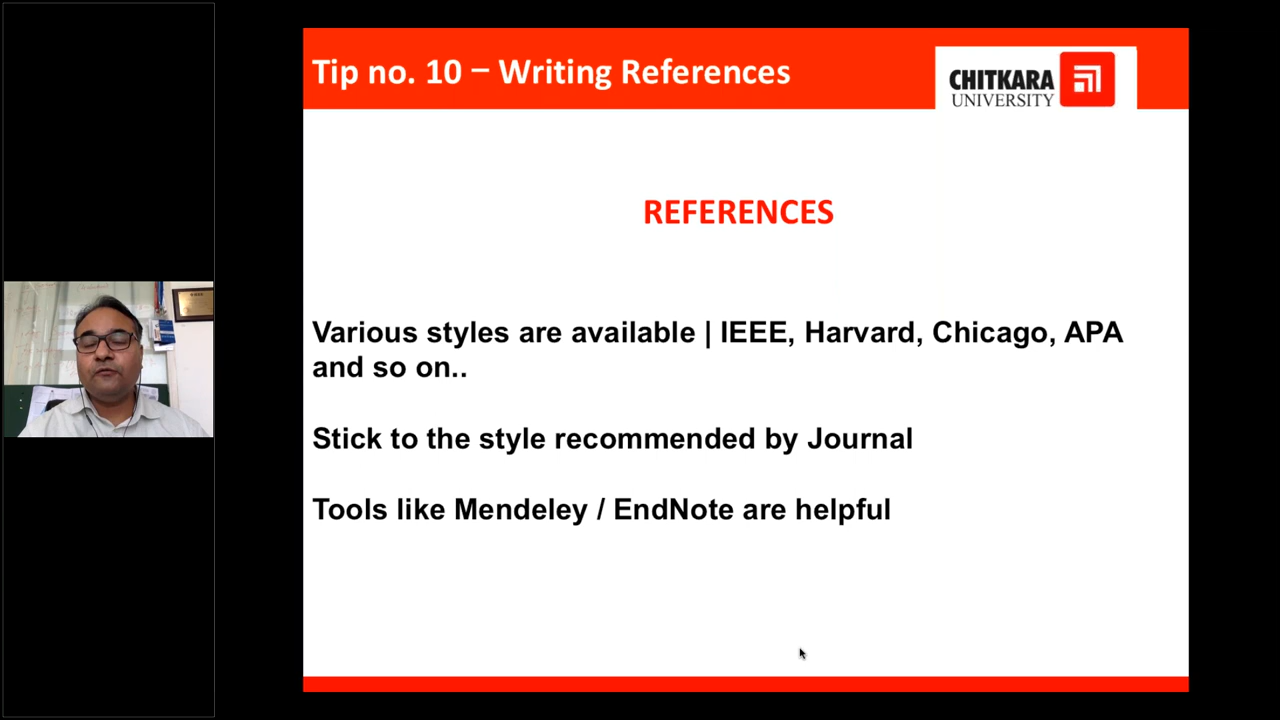 Tip no. 10 – Writing References
CHITKARA
UNIVERSITY
REFERENCES
Various styles are available | IEEE, Harvard, Chicago, APA
and so on..
Stick to the style recommended by Journal
Tools like Mendeley / EndNote are helpful